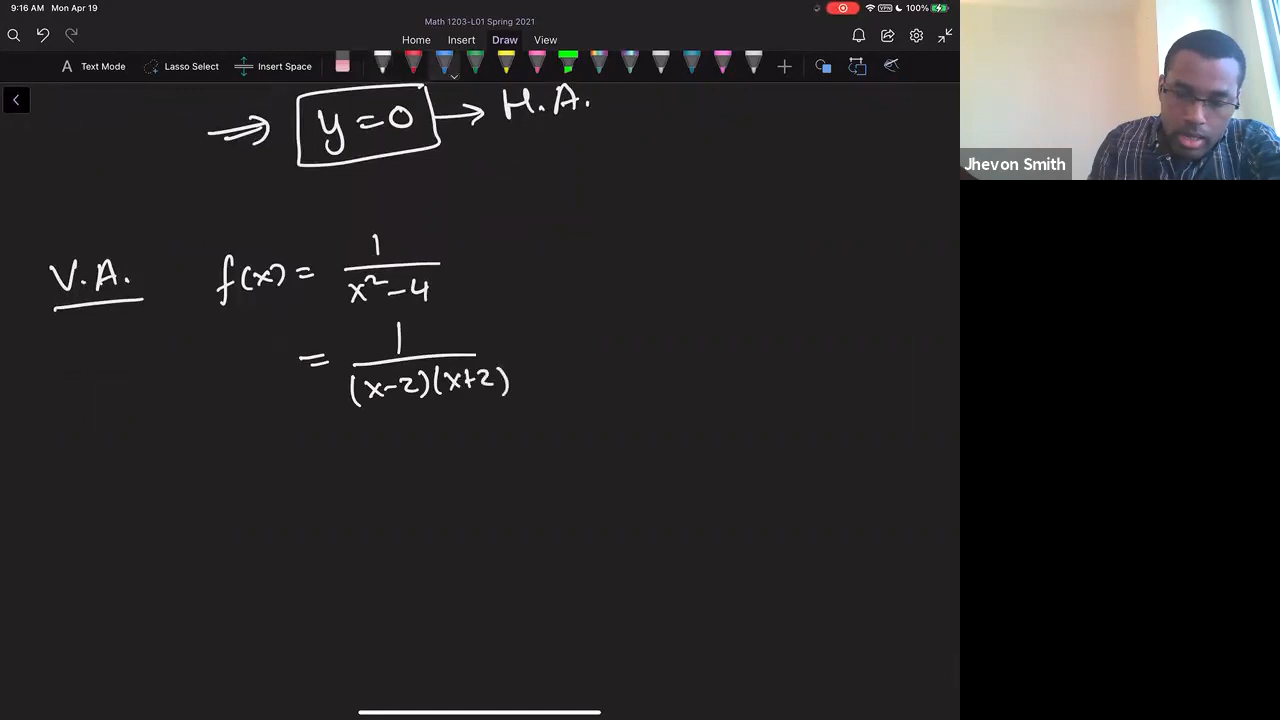 9:16 AM Mon Apr 19
100%
VPN
Math 1203-L01 Spring 2021
Home Insert Draw View
Text Mode Lasso Select Insert Space
⇒ y = 0 → H.A.
V.A. f(x) = 1/(x² - 4)
= 1/((x-2)(x+2))
Jhevon Smith